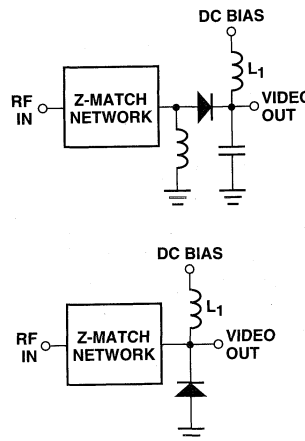 DC BIAS
L1
RF IN
Z-MATCH
NETWORK
VIDEO
OUT
DC BIAS
L1
RF IN
Z-MATCH
NETWORK
VIDEO
OUT